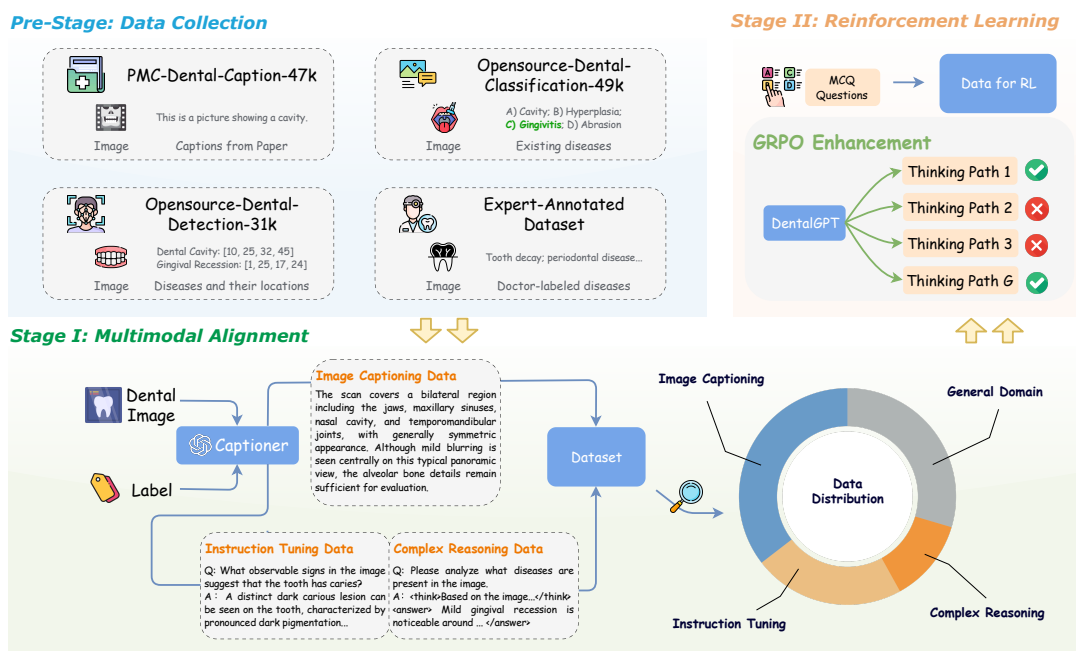 Pre-Stage: Data Collection
PMC-Dental-Caption-47k
This is a picture showing a cavity.
Image
Captions from Paper
Opensource-Dental-
Classification-49k
A) Cavity; B) Hyperplasia;
C) Gingivitis; D) Abrasion
Image
Existing diseases
Opensource-Dental-
Detection-31k
Dental Cavity: [10, 25, 32, 45]
Gingival Recession: [1, 25, 17, 24]
Image
Diseases and their locations
Expert-Annotated
Dataset
Tooth decay; periodontal disease...
Image
Doctor-labeled diseases
Stage II: Reinforcement Learning
A
C
B
D
MCQ
Questions
Data for RL
GRPO Enhancement
DentalGPT
Thinking Path 1
Thinking Path 2
Thinking Path 3
Thinking Path G
Stage I: Multimodal Alignment
Dental
Image
Label
Captioner
Image Captioning Data
The scan covers a bilateral region
including the jaws, maxillary sinuses,
nasal cavity, and temporomandibular
joints, with generally symmetric
appearance. Although mild blurring is
seen centrally on this typical panoramic
view, the alveolar bone details remain
sufficient for evaluation.
Instruction Tuning Data
Q: What observable signs in the image
suggest that the tooth has caries?
A： A distinct dark carious lesion can
be seen on the tooth, characterized by
pronounced dark pigmentation...
Complex Reasoning Data
Q: Please analyze what diseases are
present in the image.
A: <think>Based on the image...</think>
<answer> Mild gingival recession is
noticeable around ... </answer>
Dataset
Image Captioning
General Domain
Data
Distribution
Instruction Tuning
Complex Reasoning